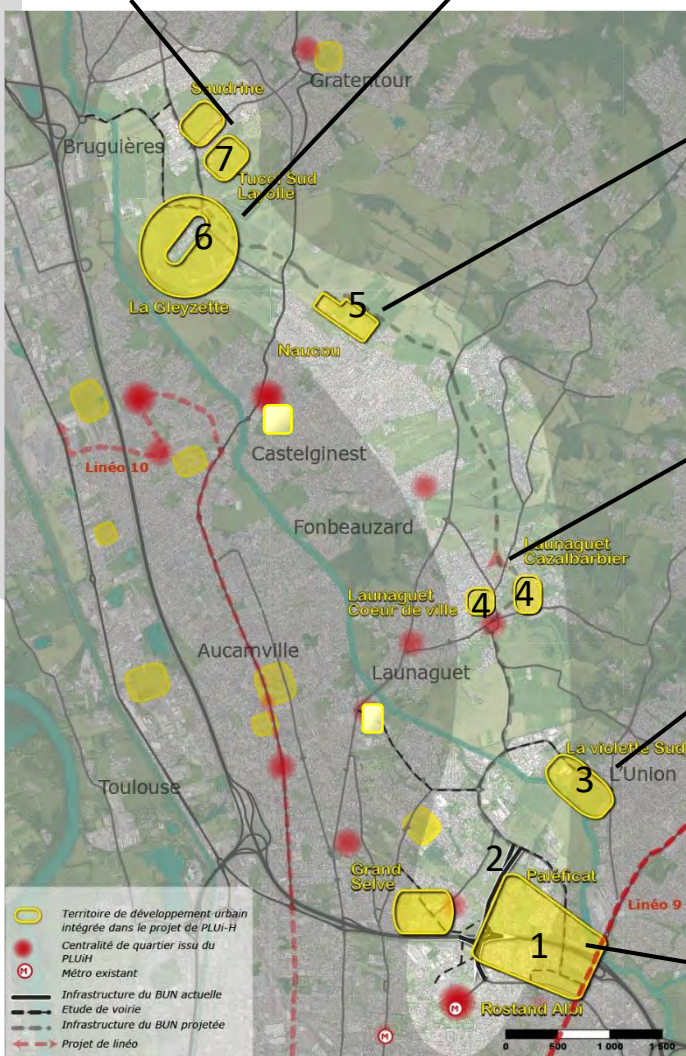 Gratentour
Saudrine
Bruguières
7
Tucol Sud
Lavolle
6
La Gleyzette
5
Naucou
Castelginest
Linéo 10
Fonbeauzard
Launaguet
Cazalbarbier
4
4
Launaguet
Coeur de ville
Aucamville
Launaguet
La violette Sud
L'Union
3
Toulouse
2
Paléficat
Grand
Selve
Linéo 9
1
Rostand Albi
M
M
Territoire de développement urbain
intégrée dans le projet de PLUi-H
Centralité de quartier issu du
PLUiH
M
Métro existant
Infrastructure du BUN actuelle
Etude de voirie
Infrastructure du BUN projetée
Projet de linéo
0 500 1 000 1 500